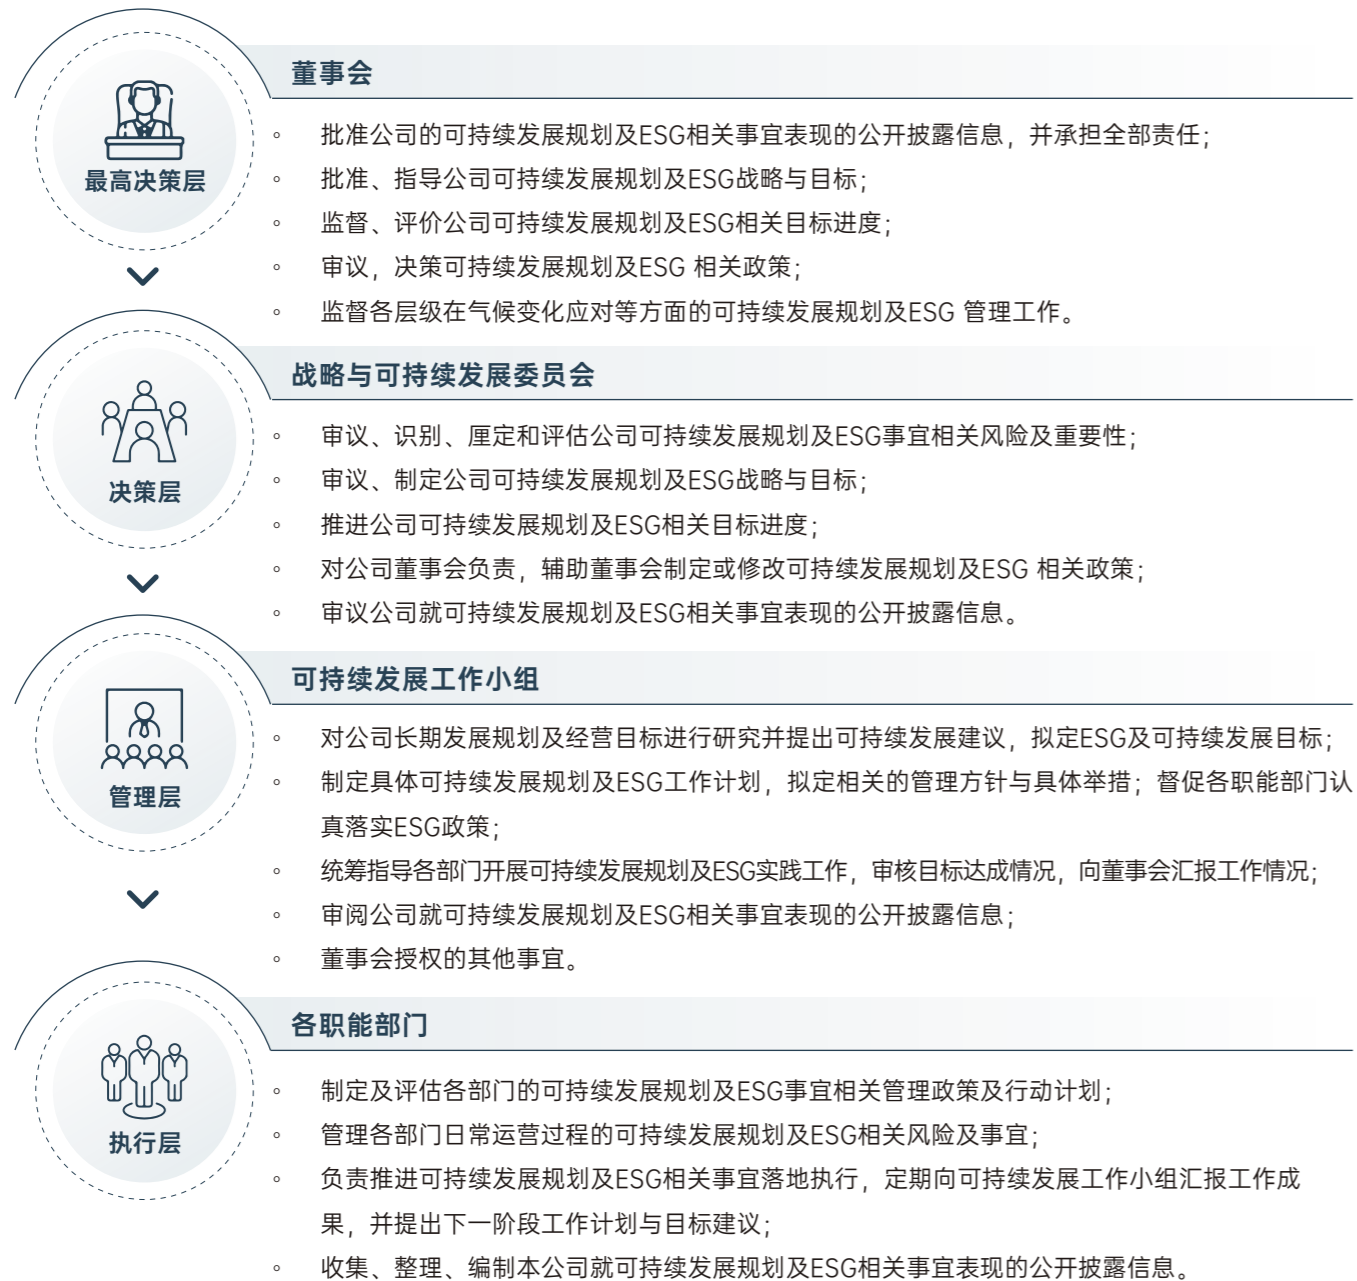 董事会
最高决策层
批准公司的可持续发展规划及ESG相关事宜表现的公开披露信息，并承担全部责任；
批准、指导公司可持续发展规划及ESG战略与目标；
监督、评价公司可持续发展规划及ESG相关目标进度；
审议，决策可持续发展规划及ESG 相关政策；
监督各层级在气候变化应对等方面的可持续发展规划及ESG 管理工作。
战略与可持续发展委员会
决策层
审议、识别、厘定和评估公司可持续发展规划及ESG事宜相关风险及重要性；
审议、制定公司可持续发展规划及ESG战略与目标；
推进公司可持续发展规划及ESG相关目标进度；
对公司董事会负责，辅助董事会制定或修改可持续发展规划及ESG 相关政策；
审议公司就可持续发展规划及ESG相关事宜表现的公开披露信息。
可持续发展工作小组
管理层
对公司长期发展规划及经营目标进行研究并提出可持续发展建议，拟定ESG及可持续发展目标；
制定具体可持续发展规划及ESG工作计划，拟定相关的管理方针与具体举措；督促各职能部门认
真落实ESG政策；
统筹指导各部门开展可持续发展规划及ESG实践工作，审核目标达成情况，向董事会汇报工作情况；
审阅公司就可持续发展规划及ESG相关事宜表现的公开披露信息；
董事会授权的其他事宜。
各职能部门
执行层
制定及评估各部门的可持续发展规划及ESG事宜相关管理政策及行动计划；
管理各部门日常运营过程的可持续发展规划及ESG相关风险及事宜；
负责推进可持续发展规划及ESG相关事宜落地执行，定期向可持续发展工作小组汇报工作成
果，并提出下一阶段工作计划与目标建议；
收集、整理、编制本公司就可持续发展规划及ESG相关事宜表现的公开披露信息。